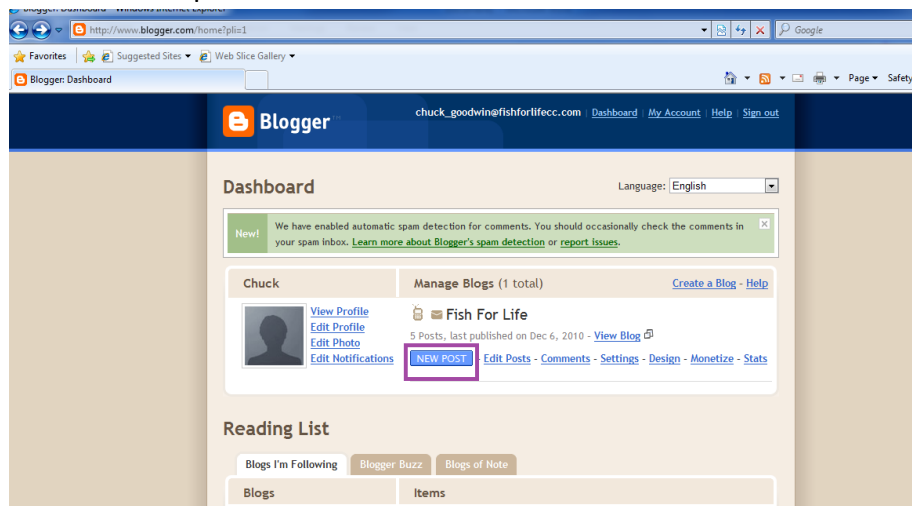 Blogger: Dashboard - Windows Internet Explorer
http://www.blogger.com/home?pli=1
Google
Favorites
Suggested Sites
Web Slice Gallery
Blogger: Dashboard
Page
Safety
Blogger™
chuck_goodwin@fishforlifecc.com | Dashboard | My Account | Help | Sign out
Dashboard
Language: English
New!
We have enabled automatic spam detection for comments. You should occasionally check the comments in
your spam inbox. Learn more about Blogger's spam detection or report issues.
Chuck
Manage Blogs (1 total)
Create a Blog - Help
View Profile
Edit Profile
Edit Photo
Edit Notifications
Fish For Life
5 Posts, last published on Dec 6, 2010 - View Blog
NEW POST - Edit Posts - Comments - Settings - Design - Monetize - Stats
Reading List
Blogs I'm Following
Blogger Buzz
Blogs of Note
Blogs
Items